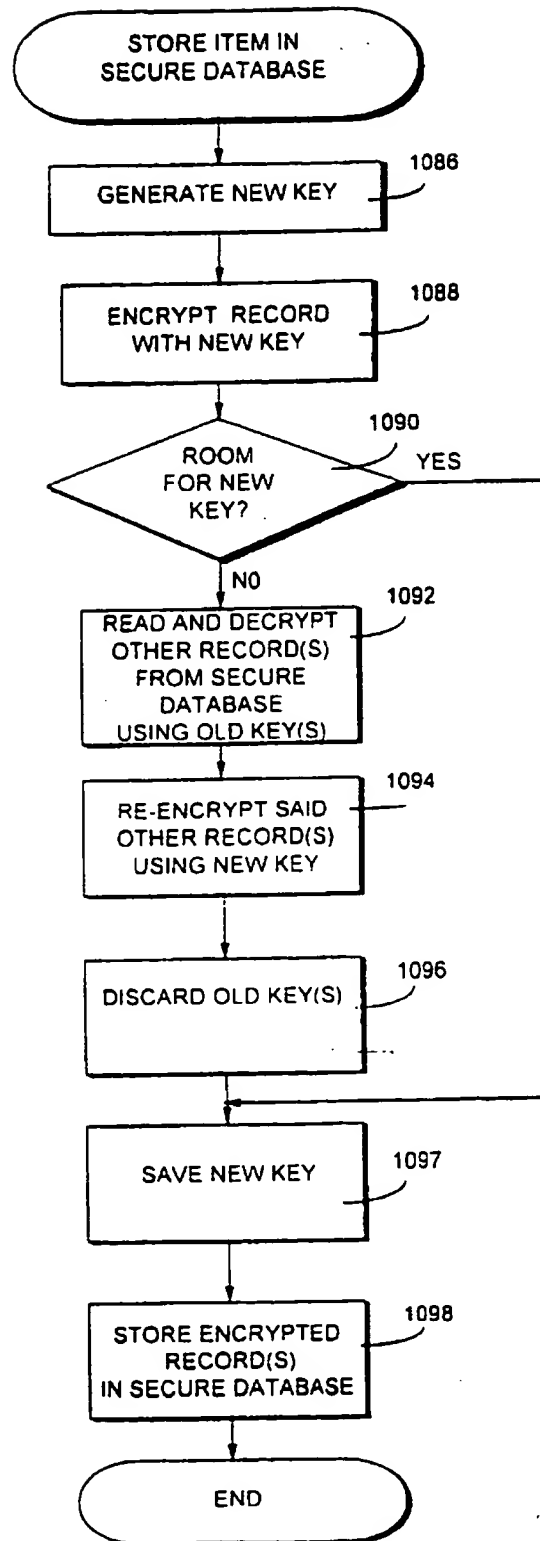 STORE ITEM IN
SECURE DATABASE
1086
GENERATE NEW KEY
1088
ENCRYPT RECORD
WITH NEW KEY
1090
ROOM
FOR NEW
KEY?
YES
NO
1092
READ AND DECRYPT
OTHER RECORD(S)
FROM SECURE
DATABASE
USING OLD KEY(S)
1094
RE-ENCRYPT SAID
OTHER RECORD(S)
USING NEW KEY
1096
DISCARD OLD KEY(S)
1097
SAVE NEW KEY
1098
STORE ENCRYPTED
RECORD(S)
IN SECURE DATABASE
END